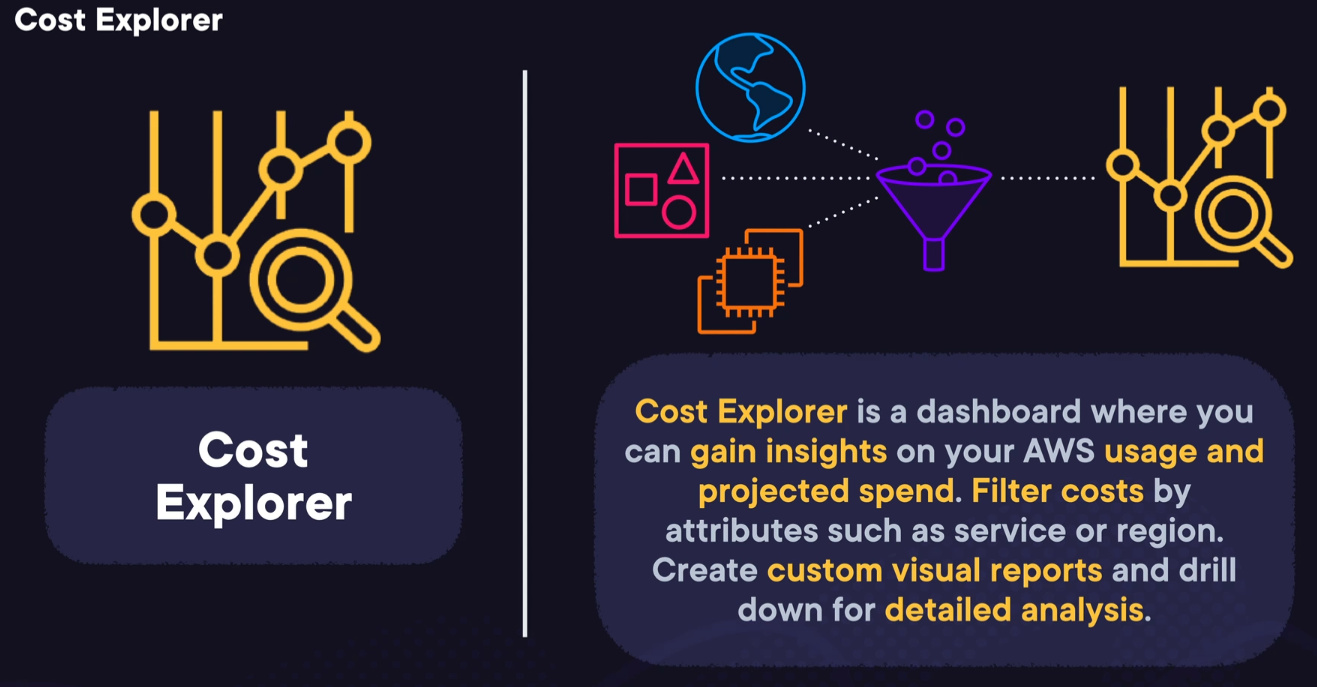 Cost Explorer
Cost
Explorer
Cost Explorer is a dashboard where you
can gain insights on your AWS usage and
projected spend. Filter costs by
attributes such as service or region.
Create custom visual reports and drill
down for detailed analysis.